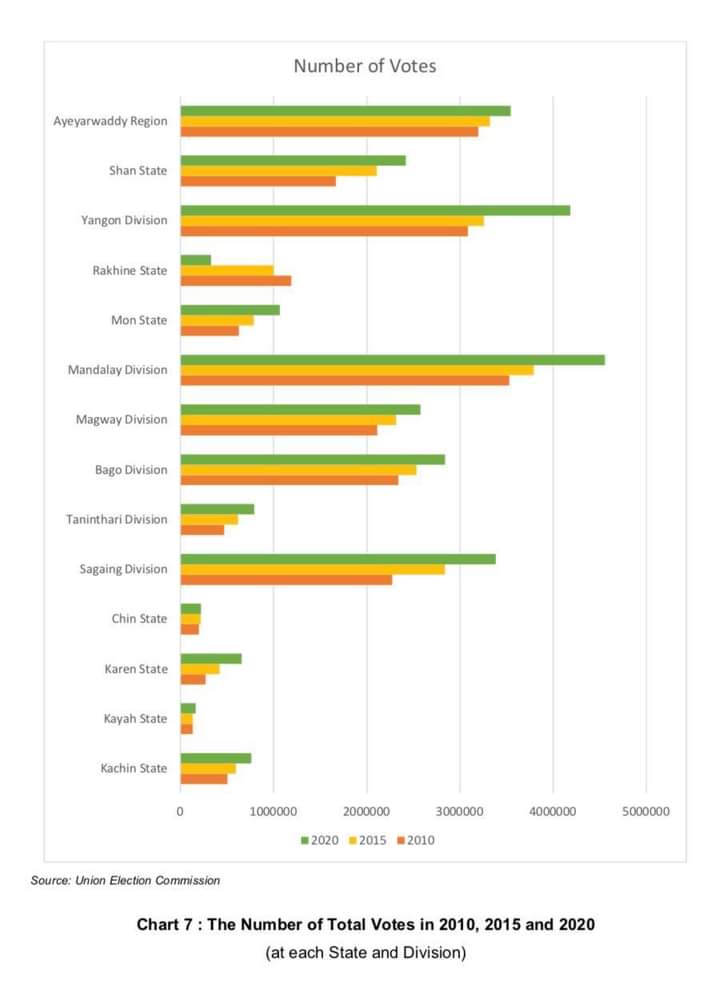 Number of Votes
Ayeyarwaddy Region
Shan State
Yangon Division
Rakhine State
Mon State
Mandalay Division
Magway Division
Bago Division
Taninthari Division
Sagaing Division
Chin State
Karen State
Kayah State
Kachin State
0 1000000 2000000 3000000 4000000 5000000
2020 2015 2010
Source: Union Election Commission
Chart 7 : The Number of Total Votes in 2010, 2015 and 2020
(at each State and Division)